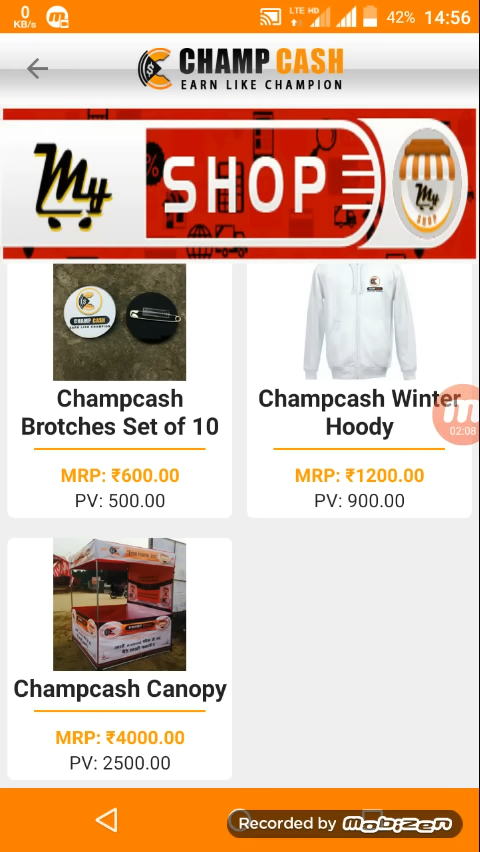 0
KB/s
LTE HD
42%
14:56
CHAMP CASH
EARN LIKE CHAMPION
My
SHOP
My
SHOP
CHAMP CASH
EARN LIKE CHAMPION
Champcash
Brotches Set of 10
MRP: ₹600.00
PV: 500.00
Champcash Winter
Hoody
MRP: ₹1200.00
PV: 900.00
02:08
Champcash Canopy
MRP: ₹4000.00
PV: 2500.00
Recorded by Mobizen